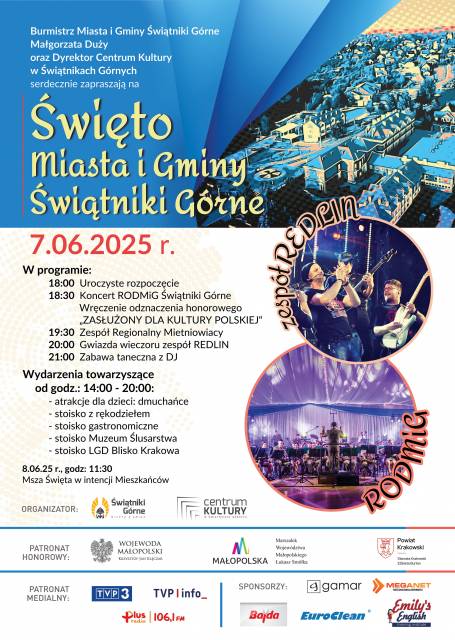 Burmistrz Miasta i Gminy Świątniki Górne
Małgorzata Duży
oraz Dyrektor Centrum Kultury
w Świątnikach Górnych
serdecznie zapraszają na
Święto
Miasta i Gminy
Świątniki Górne
7.06.2025 r.
zespół REDLIN
W programie:
18:00 Uroczyste rozpoczęcie
18:30 Koncert RODMiG Świątniki Górne
Wręczenie odznaczenia honorowego
„ZASŁUŻONY DLA KULTURY POLSKIEJ"
19:30 Zespół Regionalny Mietniowiacy
20:00 Gwiazda wieczoru zespół REDLIN
21:00 Zabawa taneczna z DJ
Wydarzenia towarzyszące
od godz.: 14:00 - 20:00:
- atrakcje dla dzieci: dmuchańce
- stoisko z rękodziełem
- stoisko gastronomiczne
- stoisko Muzeum Ślusarstwa
- stoisko LGD Blisko Krakowa
RODMiG
8.06.25 r., godz: 11:30
Msza Święta w intencji Mieszkańców
ORGANIZATOR:
Świątniki
Górne
centrum
KULTURY
PATRONAT
HONOROWY:
WOJEWODA
MAŁOPOLSKI
MAŁOPOLSKA
Marszałek
Województwa
Małopolskiego
Łukasz Smółka
Powiat
Krakowski
PATRONAT
MEDIALNY:
TVP3
TVP info_
Plus
radio
106,1 FM
SPONSORZY:
gamar
MEGANET
Bajda
EuroClean
Emily's
English